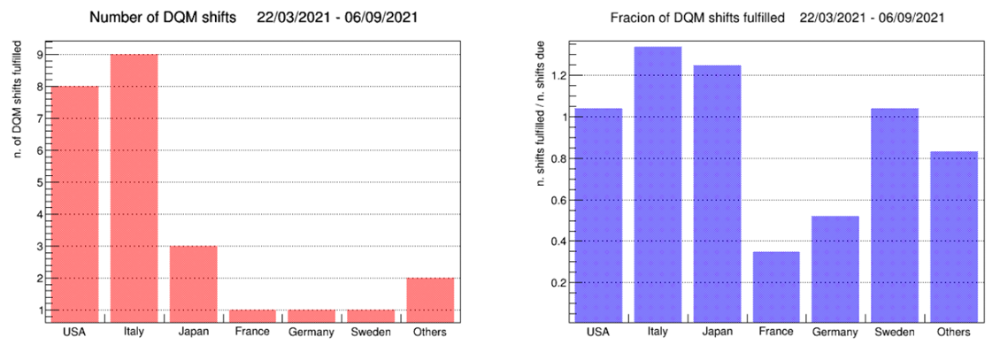 Number of DQM shifts 22/03/2021 - 06/09/2021
n. of DQM shifts fulfilled
9
8
7
6
5
4
3
2
1
USA Italy Japan France Germany Sweden Others
Fracion of DQM shifts fulfilled 22/03/2021 - 06/09/2021
n. shifts fulfilled / n. shifts due
1.2
1
0.8
0.6
0.4
0.2
USA Italy Japan France Germany Sweden Others